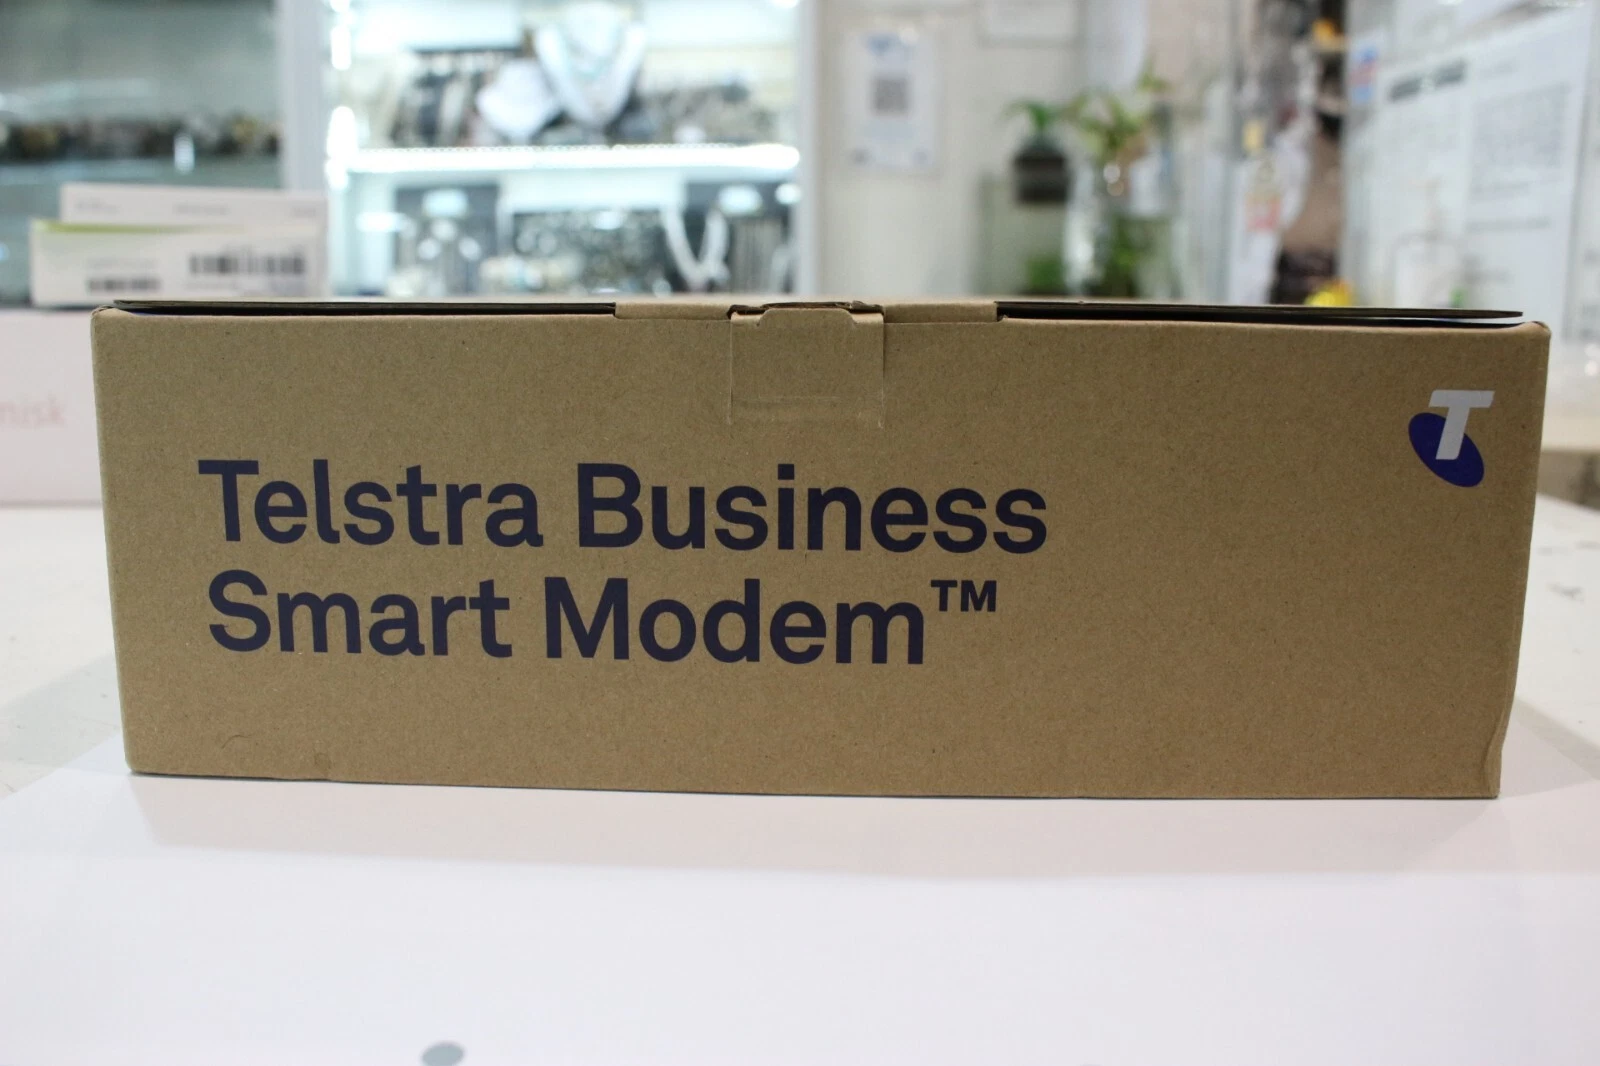 Telstra Business
Smart Modem™
T